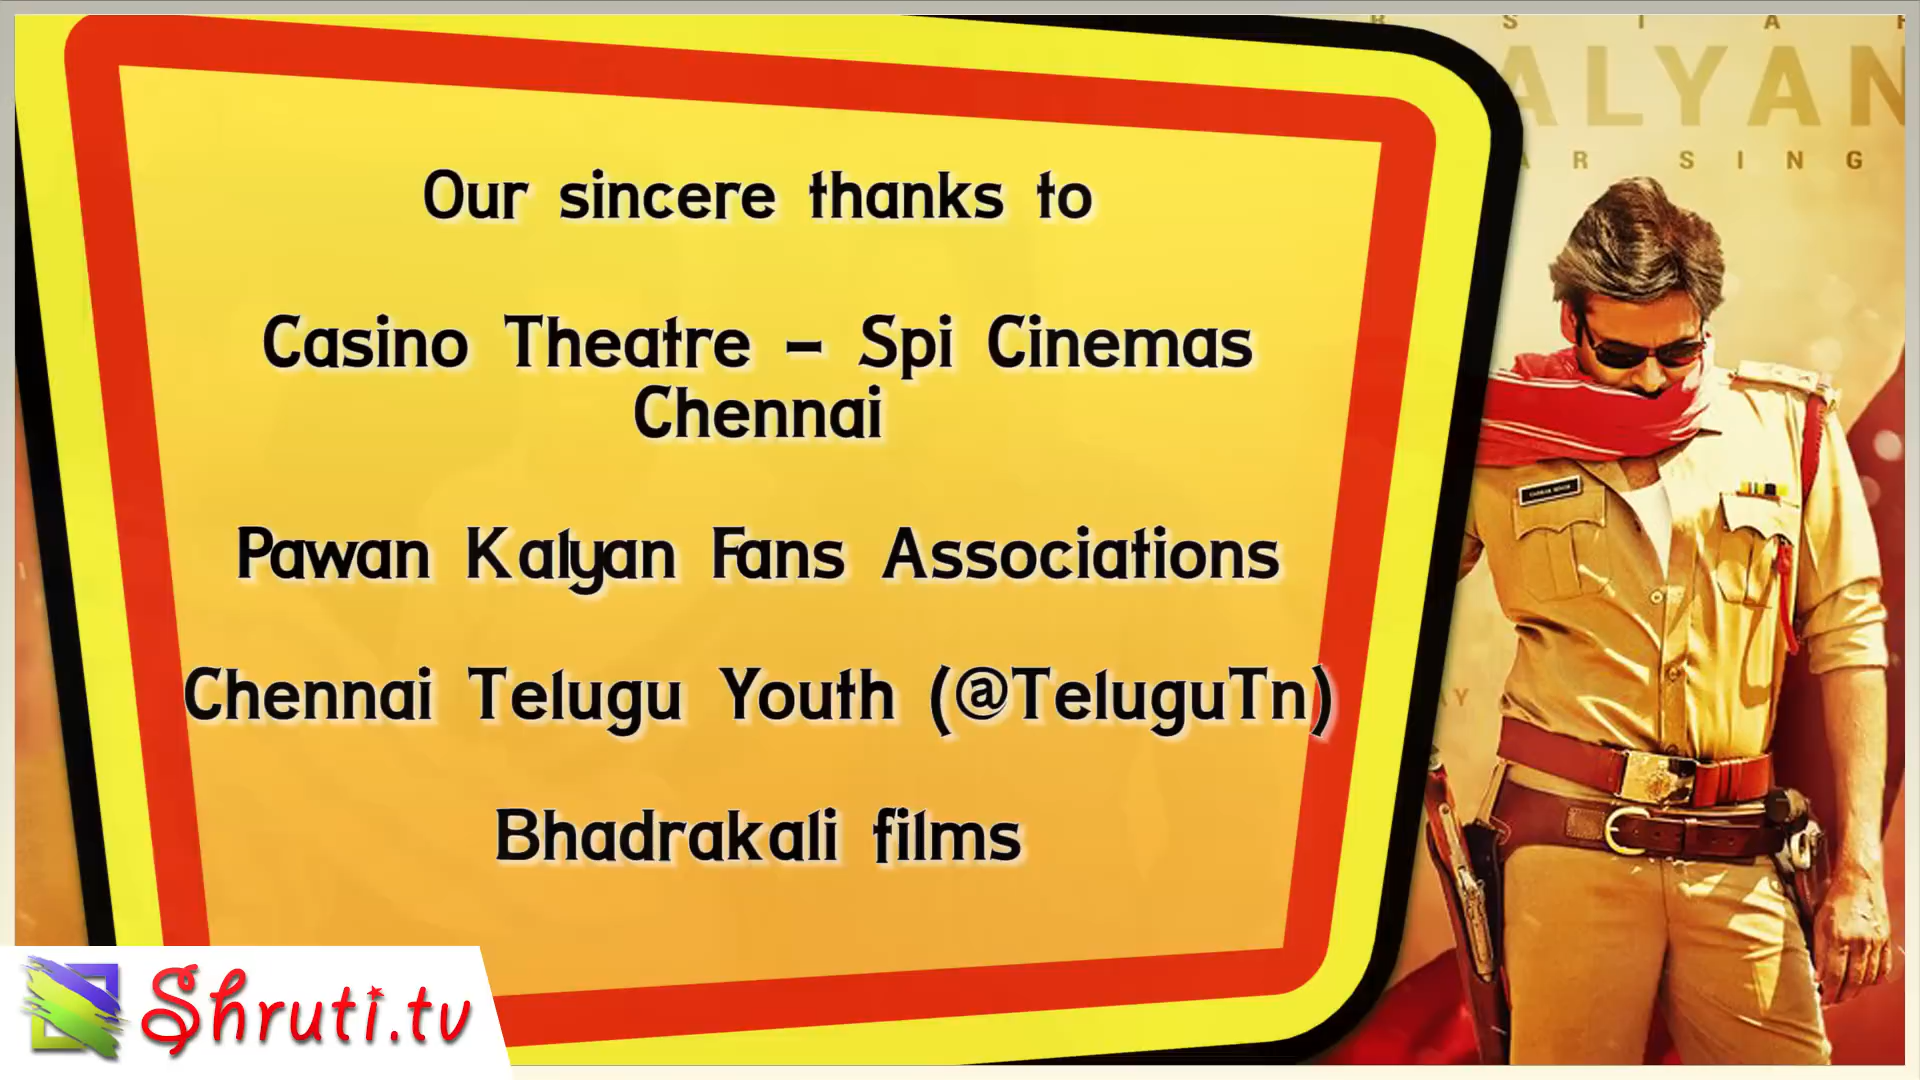 S T A R
ALYAN
A R S I N G
Our sincere thanks to
Casino Theatre – Spi Cinemas
Chennai
Pawan Kalyan Fans Associations
Chennai Telugu Youth (@TeluguTn)
Bhadrakali films
Shruti.tv